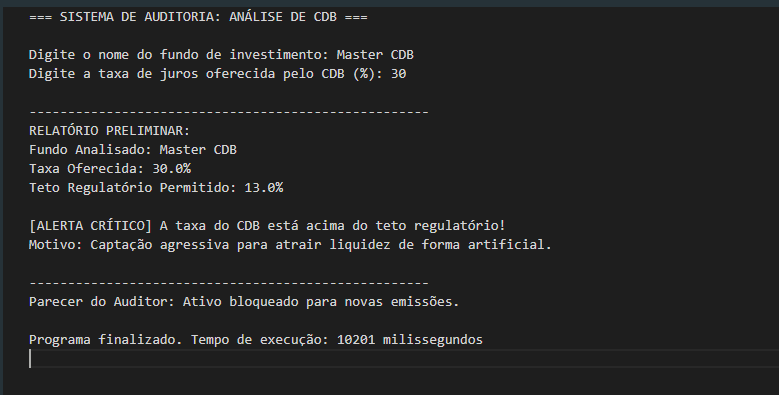 === SISTEMA DE AUDITORIA: ANÁLISE DE CDB ===
Digite o nome do fundo de investimento: Master CDB
Digite a taxa de juros oferecida pelo CDB (%): 30
----------------------------------------------------
RELATÓRIO PRELIMINAR:
Fundo Analisado: Master CDB
Taxa Oferecida: 30.0%
Teto Regulatório Permitido: 13.0%
[ALERTA CRÍTICO] A taxa do CDB está acima do teto regulatório!
Motivo: Captação agressiva para atrair liquidez de forma artificial.
----------------------------------------------------
Parecer do Auditor: Ativo bloqueado para novas emissões.
Programa finalizado. Tempo de execução: 10201 milissegundos